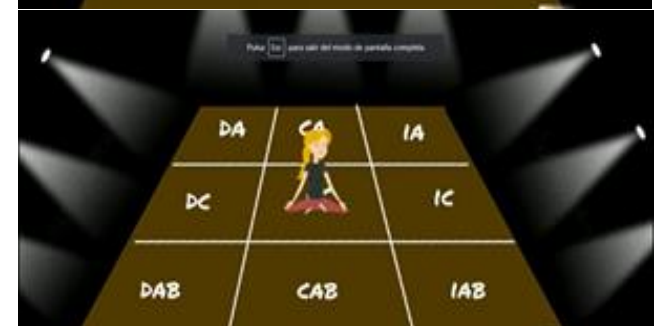 Pulsa Esc para salir del modo de pantalla completa
DA CA IA
DC IC
DAB CAB IAB